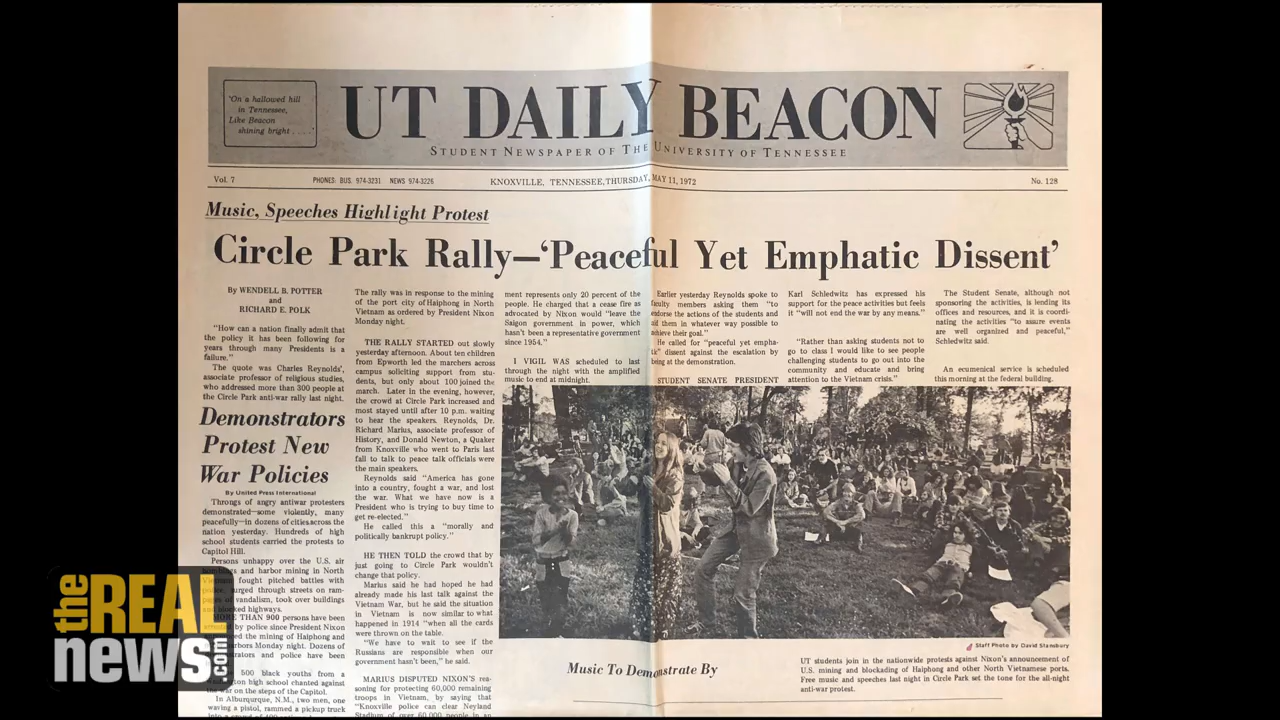 'On a hallowed hill
in Tennessee,
Like Beacon
shining bright . . . .'
UT DAILY BEACON
STUDENT NEWSPAPER OF THE UNIVERSITY OF TENNESSEE
Vol. 7 PHONES: BUS. 974-3231 NEWS 974-3226 KNOXVILLE, TENNESSEE, THURSDAY, MAY 11, 1972 No. 128
Music, Speeches Highlight Protest
Circle Park Rally—'Peaceful Yet Emphatic Dissent'
By WENDELL B. POTTER
and
RICHARD E. POLK
"How can a nation finally admit that
the policy it has been following for
years through many Presidents is a
failure."
The quote was Charles Reynolds',
associate professor of religious studies,
who addressed more than 300 people at
the Circle Park anti-war rally last night.
Demonstrators
Protest New
War Policies
By United Press International
Throngs of angry antiwar protesters
demonstrated—some violently, many
peacefully—in dozens of cities across the
nation yesterday. Hundreds of high
school students carried the protests to
Capitol Hill.
Persons unhappy over the U.S. air
and harbor mining in North
fought pitched battles with
surged through streets on ram-
of vandalism, took over buildings
and blocked highways.
MORE THAN 900 persons have been
by police since President Nixon
the mining of Haiphong and
harbors Monday night. Dozens of
and police have been
500 black youths from a
high school chanted against
the war on the steps of the Capitol.
In Alburqurque, N.M., two men, one
waving a pistol, rammed a pickup truck
The rally was in response to the mining
of the port city of Haiphong in North
Vietnam as ordered by President Nixon
Monday night.
THE RALLY STARTED out slowly
yesterday afternoon. About ten children
from Epworth led the marchers across
campus soliciting support from stu-
dents, but only about 100 joined the
march. Later in the evening, however,
the crowd at Circle Park increased and
most stayed until after 10 p.m. waiting
to hear the speakers. Reynolds, Dr.
Richard Marius, associate professor of
History, and Donald Newton, a Quaker
from Knoxville who went to Paris last
fall to talk to peace talk officials were
the main speakers.
Reynolds said "America has gone
into a country, fought a war, and lost
the war. What we have now is a
President who is trying to buy time to
get re-elected."
He called this a "morally and
politically bankrupt policy."
HE THEN TOLD the crowd that by
just going to Circle Park wouldn't
change that policy.
Marius said he had hoped he had
already made his last talk against the
Vietnam War, but he said the situation
in Vietnam is now similar to what
happened in 1914 "when all the cards
were thrown on the table.
"We have to wait to see if the
Russians are responsible when our
government hasn't been," he said.
MARIUS DISPUTED NIXON'S rea-
soning for protecting 60,000 remaining
troops in Vietnam, by saying that
"Knoxville police can clear Neyland
Stadium of over 60,000 people in an
ment represents only 20 percent of the
people. He charged that a cease fire as
advocated by Nixon would "leave the
Saigon government in power, which
hasn't been a representative government
since 1954."
I VIGIL WAS scheduled to last
through the night with the amplified
music to end at midnight.
Earlier yesterday Reynolds spoke to
faculty members asking them "to
endorse the actions of the students and
aid them in whatever way possible to
achieve their goal."
He called for "peaceful yet empha-
tic" dissent against the escalation by
being at the demonstration.
STUDENT SENATE PRESIDENT
Karl Schledwitz has expressed his
support for the peace activities but feels
it "will not end the war by any means."
"Rather than asking students not to
go to class I would like to see people
challenging students to go out into the
community and educate and bring
attention to the Vietnam crisis."
The Student Senate, although not
sponsoring the activities, is lending its
offices and resources, and it is coordi-
nating the activities "to assure events
are well organized and peaceful,"
Schledwitz said.
An ecumenical service is scheduled
this morning at the federal building.
Staff Photo by David Stansbury
Music To Demonstrate By
UT students join in the nationwide protests against Nixon's announcement of
U.S. mining and blockading of Haiphong and other North Vietnamese ports.
Free music and speeches last night in Circle Park set the tone for the all-night
anti-war protest.
the REAL
news.com